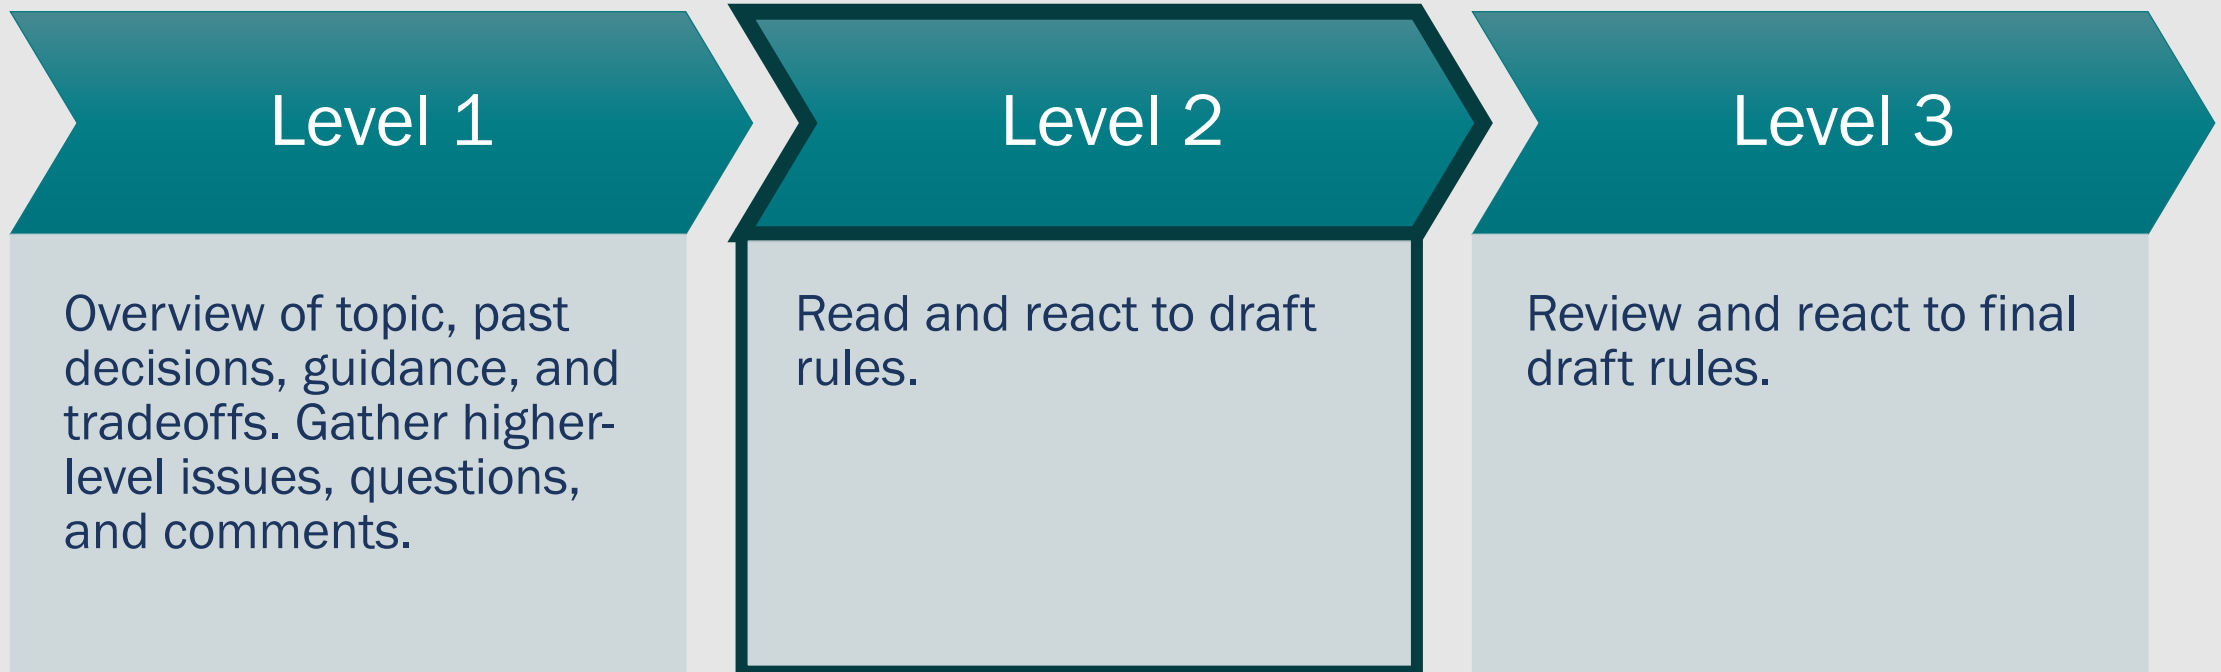 Level 1
Overview of topic, past
decisions, guidance, and
tradeoffs. Gather higher-
level issues, questions,
and comments.
Level 2
Read and react to draft
rules.
Level 3
Review and react to final
draft rules.